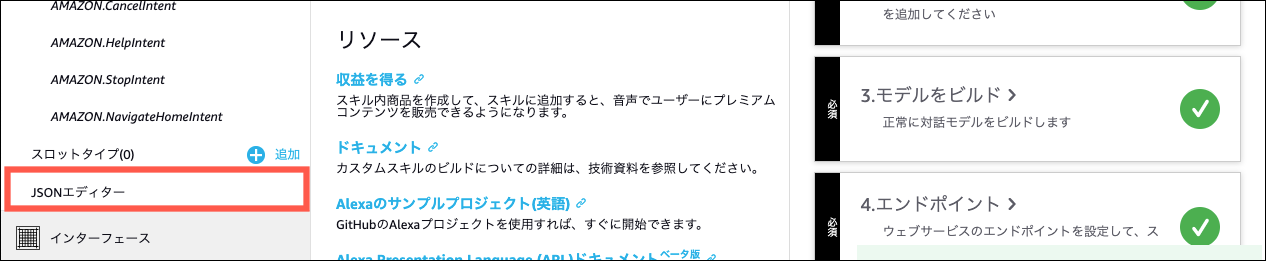 AMAZON.CancelIntent
AMAZON.HelpIntent
AMAZON.StopIntent
AMAZON.NavigateHomeIntent
スロットタイプ(0)
追加
JSONエディター
インターフェース
リソース
収益を得る
スキル内商品を作成して、スキルに追加すると、音声でユーザーにプレミアム
コンテンツを販売できるようになります。
ドキュメント
カスタムスキルのビルドについての詳細は、技術資料を参照してください。
Alexaのサンプルプロジェクト(英語)
GitHubのAlexaプロジェクトを使用すれば、すぐに開始できます。
Alexa Presentation Language (APL)ドキュメントベータ版
を追加してください
必須
3.モデルをビルド
正常に対話モデルをビルドします
必須
4.エンドポイント
ウェブサービスのエンドポイントを設定して、ス